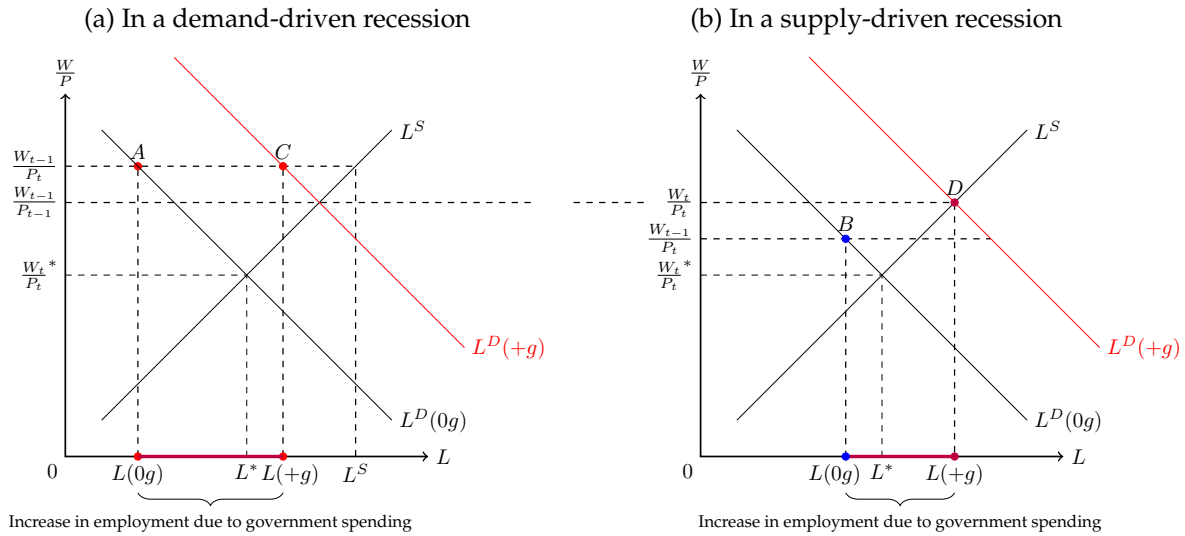 (a) In a demand-driven recession
W/P
L^S
A
C
W_{t-1}/P_t
W_{t-1}/P_{t-1}
W_t/P_t *
L^D(+g)
L^D(0g)
0
L(0g)
L*
L(+g)
L^S
L
Increase in employment due to government spending
(b) In a supply-driven recession
W/P
L^S
D
W_t/P_t
B
W_{t-1}/P_t
W_t/P_t *
L^D(+g)
L^D(0g)
0
L(0g)
L*
L(+g)
L
Increase in employment due to government spending